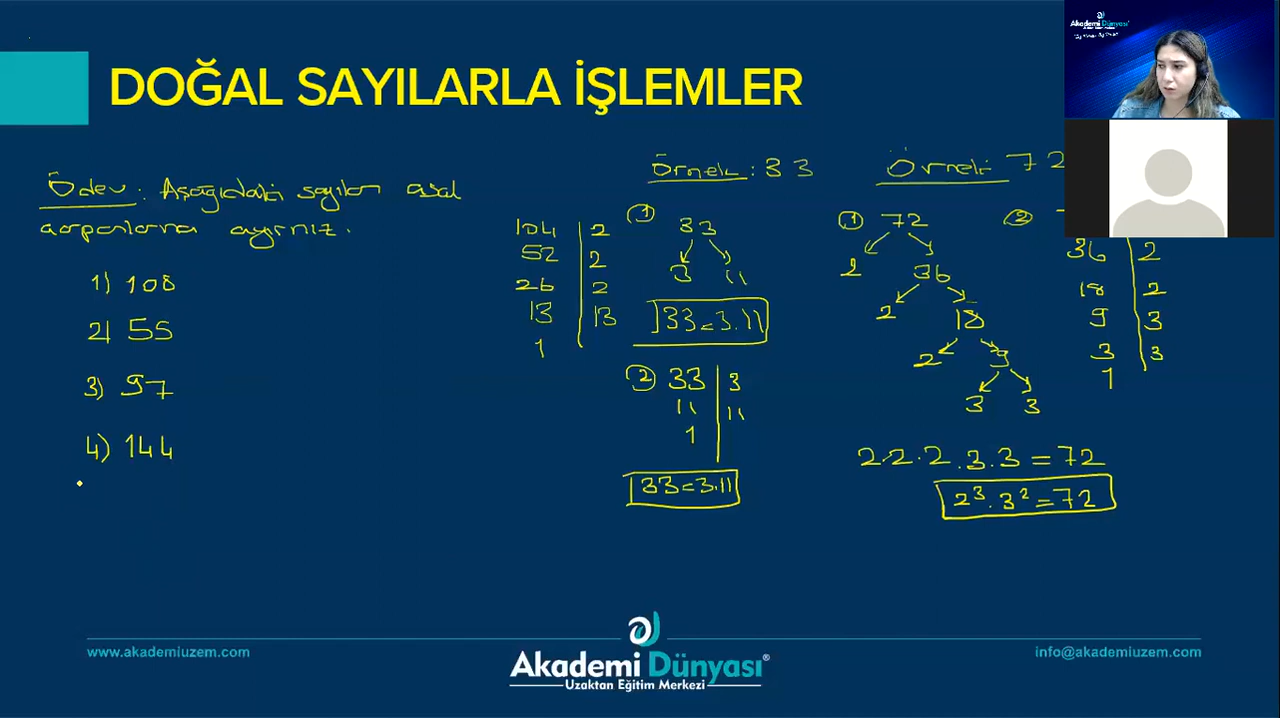 DOĞAL SAYILARLA İŞLEMLER
Ödev: Aşağıdaki sayıları asal
çarpanlarına ayırınız.
1) 108
2) 55
3) 97
4) 144
104 | 2
52 | 2
26 | 2
13 | 13
1
Örnek: 33
① 33
3 11
33=3.11
② 33 | 3
11 | 11
1
33=3.11
Örnek: 72
① 72
2 36
2 18
2 9
3 3
②
36 | 2
18 | 2
9 | 3
3 | 3
1
2.2.2.3.3=72
2³.3²=72
Akademi Dünyası
www.akademiuzem.com
Akademi Dünyası®
Uzaktan Eğitim Merkezi
info@akademiuzem.com